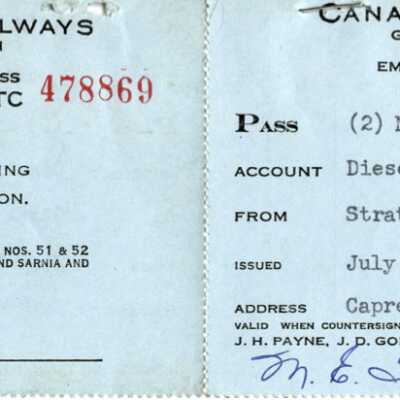 LWAYS
SS
TC 478869
ING
ON.
NOS. 51 & 52
ND SARNIA AND
CANA
G
EM
PASS (2)
ACCOUNT Diese
FROM Strat
ISSUED July
ADDRESS Capre
VALID WHEN COUNTERSIGN
J. H. PAYNE, J. D. GO
M. E.